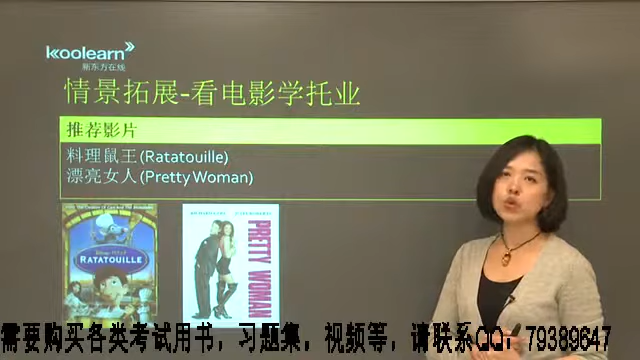 koolearn
新东方在线
情景拓展-看电影学托业
推荐影片
料理鼠王(Ratatouille)
漂亮女人(Pretty Woman)
RATATOUILLE
PRETTY WOMAN
需要购买各类考试用书，习题集，视频等，请联系QQ：79389647